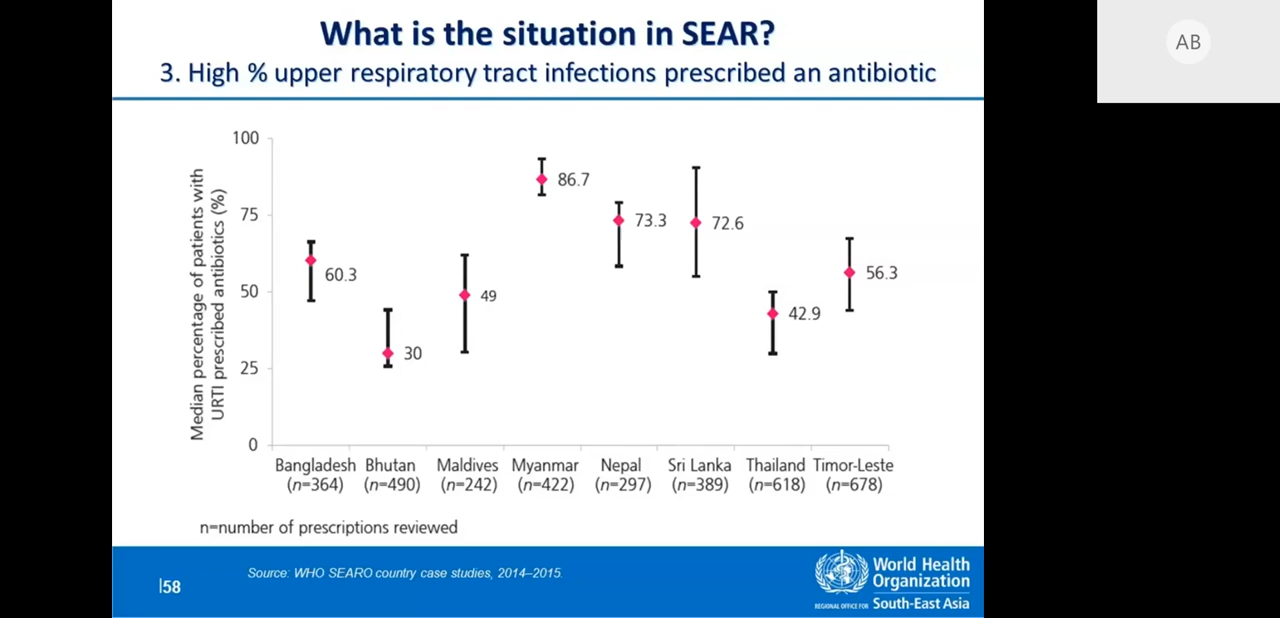 What is the situation in SEAR?
3. High % upper respiratory tract infections prescribed an antibiotic
AB
Median percentage of patients with
URTI prescribed antibiotics (%)
100
75
50
25
0
60.3
30
49
86.7
73.3
72.6
42.9
56.3
Bangladesh Bhutan Maldives Myanmar Nepal Sri Lanka Thailand Timor-Leste
(n=364) (n=490) (n=242) (n=422) (n=297) (n=389) (n=618) (n=678)
n=number of prescriptions reviewed
|58
Source: WHO SEARO country case studies, 2014–2015.
World Health
Organization
REGIONAL OFFICE FOR South-East Asia